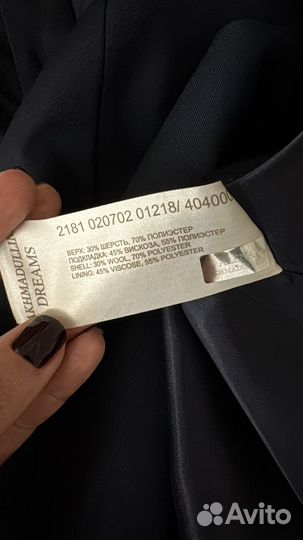 AKHMADULLIN
DREAMS
2181 020702 01218/ 404000
ВЕРХ: 30% ШЕРСТЬ, 70% ПОЛИЭСТЕР
ПОДКЛАДКА: 45% ВИСКОЗА, 55% ПОЛИЭСТЕР
SHELL: 30% WOOL, 70% POLYESTER
LINING: 45% VISCOSE, 55% POLYESTER
Avito